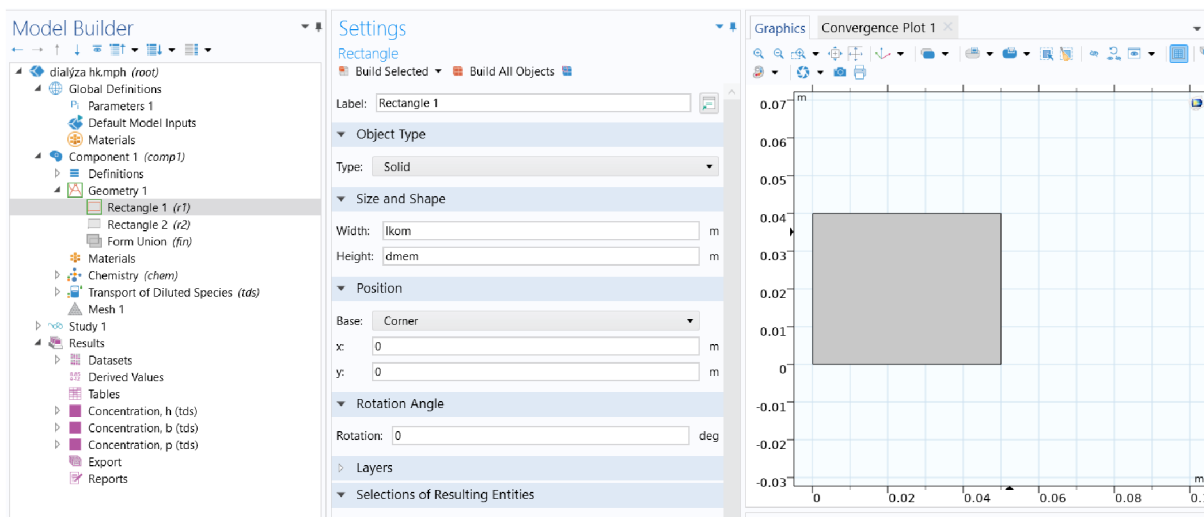 Model Builder
dialýza hk.mph (root)
Global Definitions
Pi Parameters 1
Default Model Inputs
Materials
Component 1 (comp1)
Definitions
Geometry 1
Rectangle 1 (r1)
Rectangle 2 (r2)
Form Union (fin)
Materials
Chemistry (chem)
Transport of Diluted Species (tds)
Mesh 1
Study 1
Results
Datasets
Derived Values
Tables
Concentration, h (tds)
Concentration, b (tds)
Concentration, p (tds)
Export
Reports
Settings
Rectangle
Build Selected Build All Objects
Label: Rectangle 1
Object Type
Type: Solid
Size and Shape
Width: lkom m
Height: dmem m
Position
Base: Corner
x: 0 m
y: 0 m
Rotation Angle
Rotation: 0 deg
Layers
Selections of Resulting Entities
Graphics Convergence Plot 1
m
0.07
0.06
0.05
0.04
0.03
0.02
0.01
0
-0.01
-0.02
-0.03
m
0 0.02 0.04 0.06 0.08